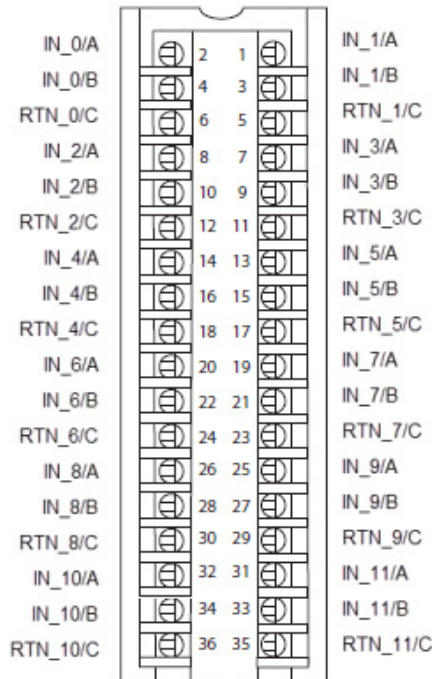 IN_0/A 2 1 IN_1/A
IN_0/B 4 3 IN_1/B
RTN_0/C 6 5 RTN_1/C
IN_2/A 8 7 IN_3/A
IN_2/B 10 9 IN_3/B
RTN_2/C 12 11 RTN_3/C
IN_4/A 14 13 IN_5/A
IN_4/B 16 15 IN_5/B
RTN_4/C 18 17 RTN_5/C
IN_6/A 20 19 IN_7/A
IN_6/B 22 21 IN_7/B
RTN_6/C 24 23 RTN_7/C
IN_8/A 26 25 IN_9/A
IN_8/B 28 27 IN_9/B
RTN_8/C 30 29 RTN_9/C
IN_10/A 32 31 IN_11/A
IN_10/B 34 33 IN_11/B
RTN_10/C 36 35 RTN_11/C